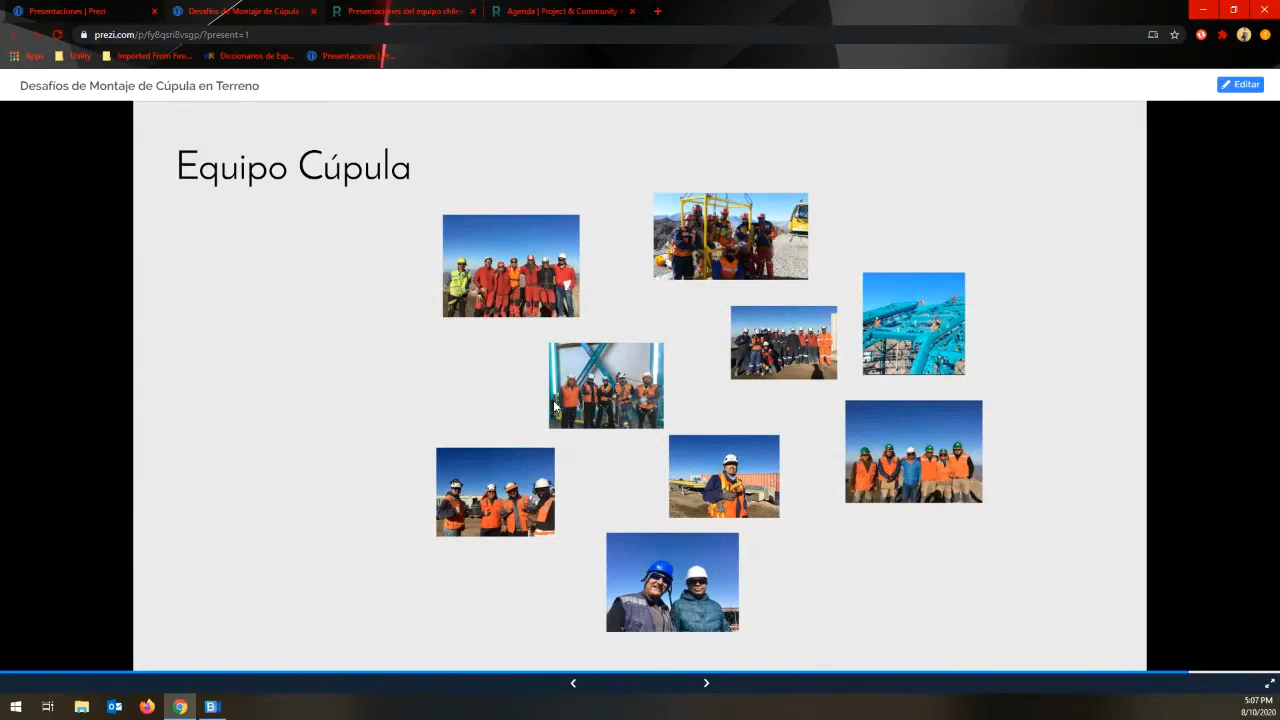 Presentaciones | Prezi
Desafíos de Montaje de Cúpula
Presentaciones del equipo chile
Agenda | Project & Community
prezi.com/p/fy8qsri8vsgp/?present=1
Apps
Utility
Imported From Fire...
Diccionarios de Esp...
Presentaciones |
Desafíos de Montaje de Cúpula en Terreno
Editar
Equipo Cúpula
5:07 PM
8/10/2020